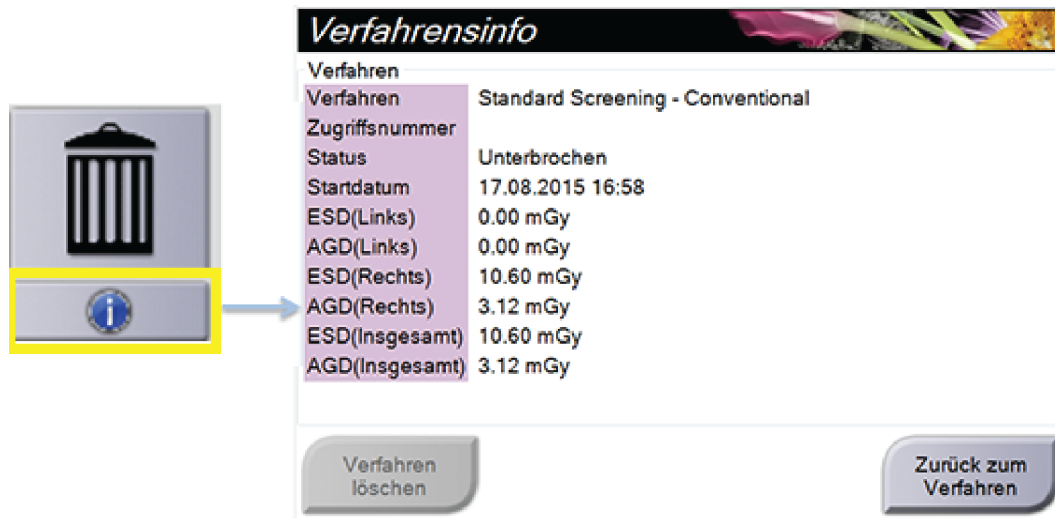 Verfahrensinfo
Verfahren
Verfahren Standard Screening - Conventional
Zugriffsnummer
Status Unterbrochen
Startdatum 17.08.2015 16:58
ESD(Links) 0.00 mGy
AGD(Links) 0.00 mGy
ESD(Rechts) 10.60 mGy
AGD(Rechts) 3.12 mGy
ESD(Insgesamt) 10.60 mGy
AGD(Insgesamt) 3.12 mGy
Verfahren
löschen
Zurück zum
Verfahren